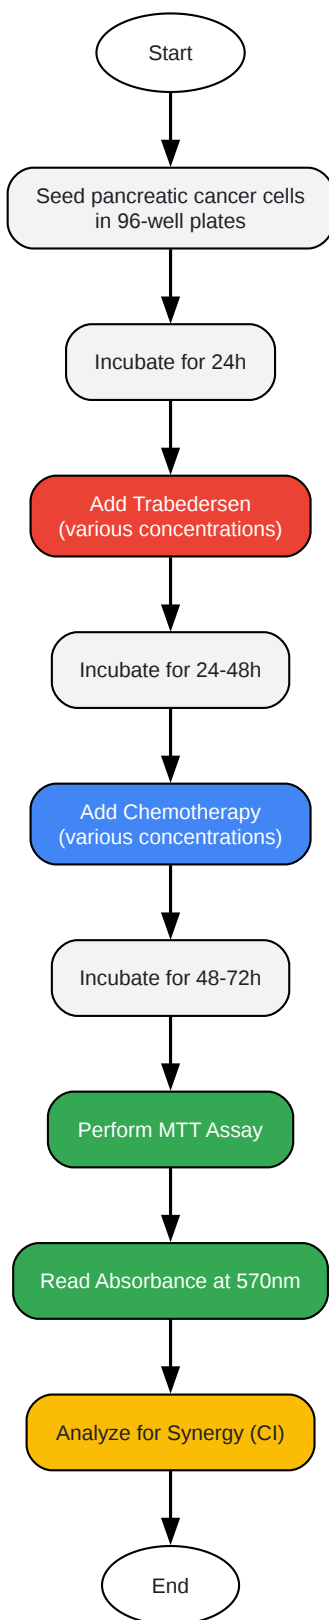 Start
Seed pancreatic cancer cells
in 96-well plates
Incubate for 24h
Add Trabedersen
(various concentrations)
Incubate for 24-48h
Add Chemotherapy
(various concentrations)
Incubate for 48-72h
Perform MTT Assay
Read Absorbance at 570nm
Analyze for Synergy (CI)
End